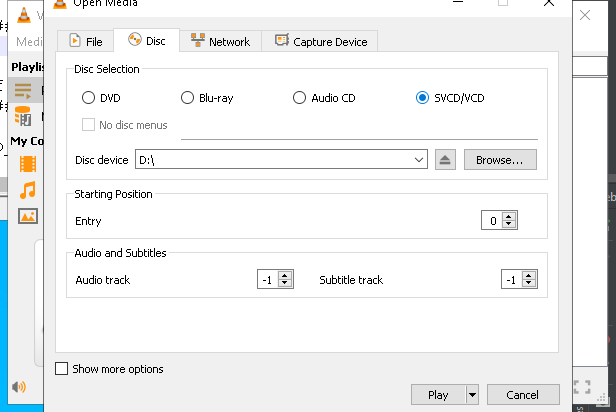 Open Media
Medi
File
Disc
Network
Capture Device
Playlis
My Co
Disc Selection
DVD
Blu-ray
Audio CD
SVCD/VCD
No disc menus
Disc device
D:\
Browse...
Starting Position
Entry
0
Audio and Subtitles
Audio track
-1
Subtitle track
-1
Show more options
Play
Cancel